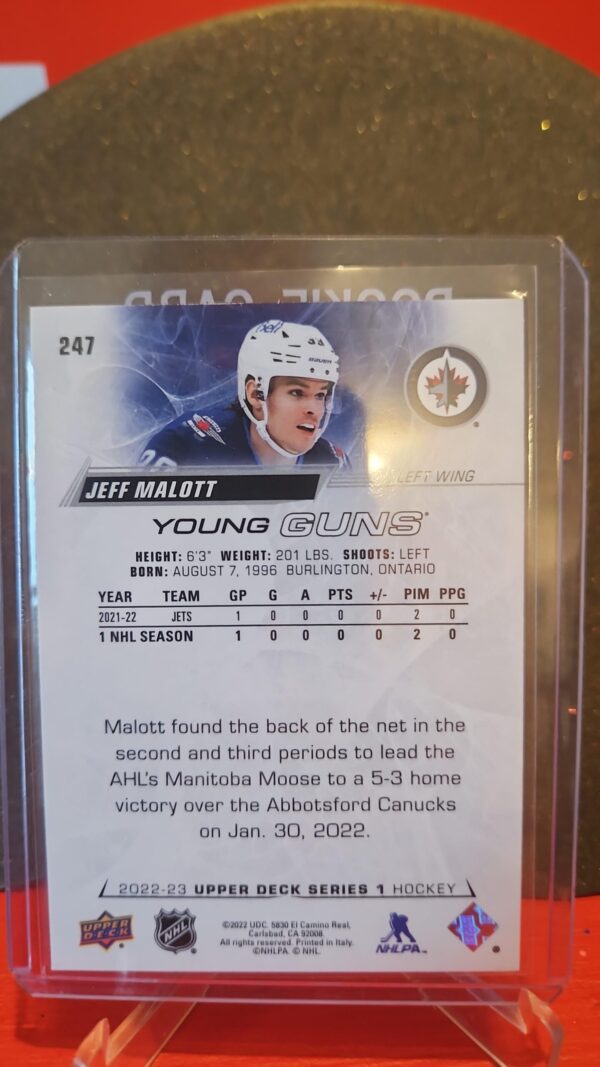 ROOKIE CARD
247
bell
39
BAUER
JEFF MALOTT
LEFT WING
YOUNG GUNS
HEIGHT: 6'3" WEIGHT: 201 LBS. SHOOTS: LEFT
BORN: AUGUST 7, 1996 BURLINGTON, ONTARIO
YEAR TEAM GP G A PTS +/- PIM PPG
2021-22 JETS 1 0 0 0 0 2 0
1 NHL SEASON 1 0 0 0 0 2 0
Malott found the back of the net in the
second and third periods to lead the
AHL's Manitoba Moose to a 5-3 home
victory over the Abbotsford Canucks
on Jan. 30, 2022.
2022-23 UPPER DECK SERIES 1 HOCKEY
UPPER DECK
NHL
©2022 UDC. 5830 El Camino Real,
Carlsbad, CA 92008.
All rights reserved. Printed in Italy.
©NHLPA. © NHL.
NHLPA